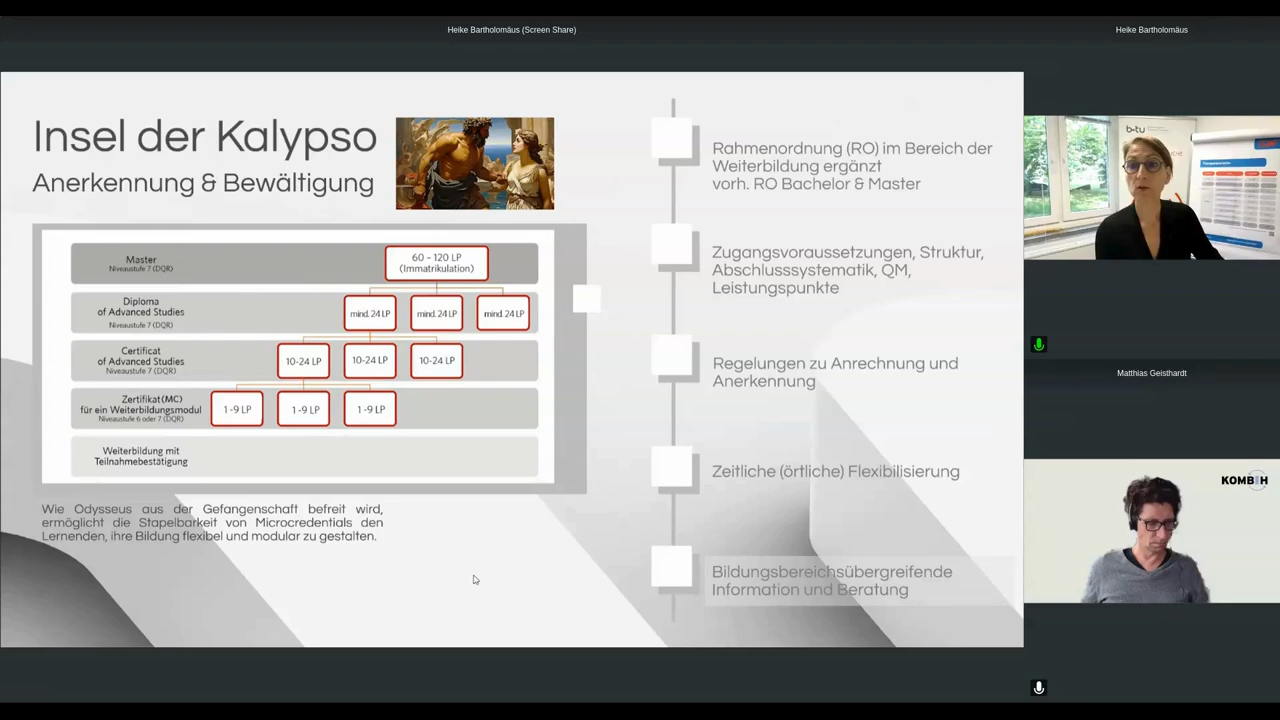 Heike Bartholomäus (Screen Share)
Heike Bartholomäus
Insel der Kalypso
Anerkennung & Bewältigung
Master
Niveaustufe 7 (DQR)
60 - 120 LP
(Immatrikulation)
Diploma
of Advanced Studies
Niveaustufe 7 (DQR)
mind. 24 LP
mind. 24 LP
mind. 24 LP
Certificat
of Advanced Studies
Niveaustufe 7 (DQR)
10-24 LP
10-24 LP
10-24 LP
Zertifikat (MC)
für ein Weiterbildungsmodul
Niveaustufe 6 oder 7 (DQR)
1 -9 LP
1 -9 LP
1 -9 LP
Weiterbildung mit
Teilnahmebestätigung
Wie Odysseus aus der Gefangenschaft befreit wird,
ermöglicht die Stapelbarkeit von Microcredentials den
Lernenden, ihre Bildung flexibel und modular zu gestalten.
Rahmenordnung (RO) im Bereich der
Weiterbildung ergänzt
vorh. RO Bachelor & Master
Zugangsvoraussetzungen, Struktur,
Abschlusssystematik, QM,
Leistungspunkte
Regelungen zu Anrechnung und
Anerkennung
Zeitliche (örtliche) Flexibilisierung
Bildungsbereichsübergreifende
Information und Beratung
b-tu
Matthias Geisthardt
KOMBIH